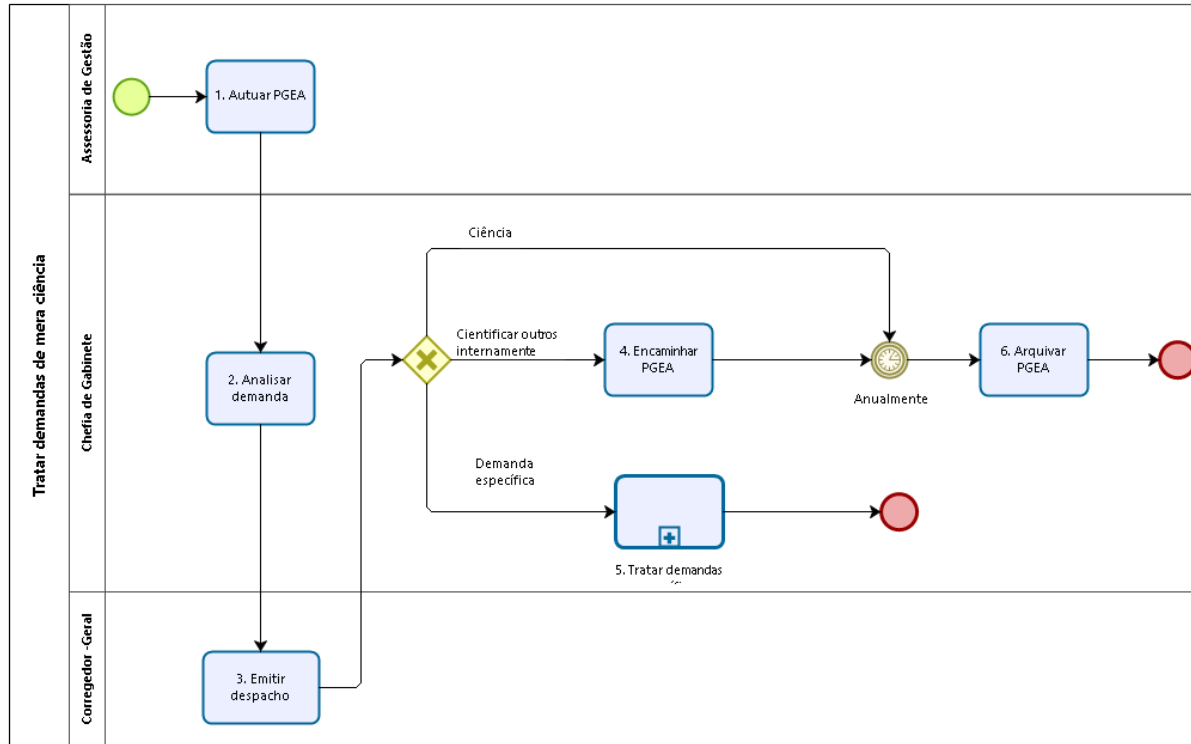 Tratar demandas de mera ciência
Assessoria de Gestão
1. Autuar PGEA
Chefia de Gabinete
2. Analisar
demanda
Ciência
Cientificar outros
internamente
4. Encaminhar
PGEA
Anualmente
6. Arquivar
PGEA
Demanda
específica
5. Tratar demandas
Corregedor -Geral
3. Emitir
despacho